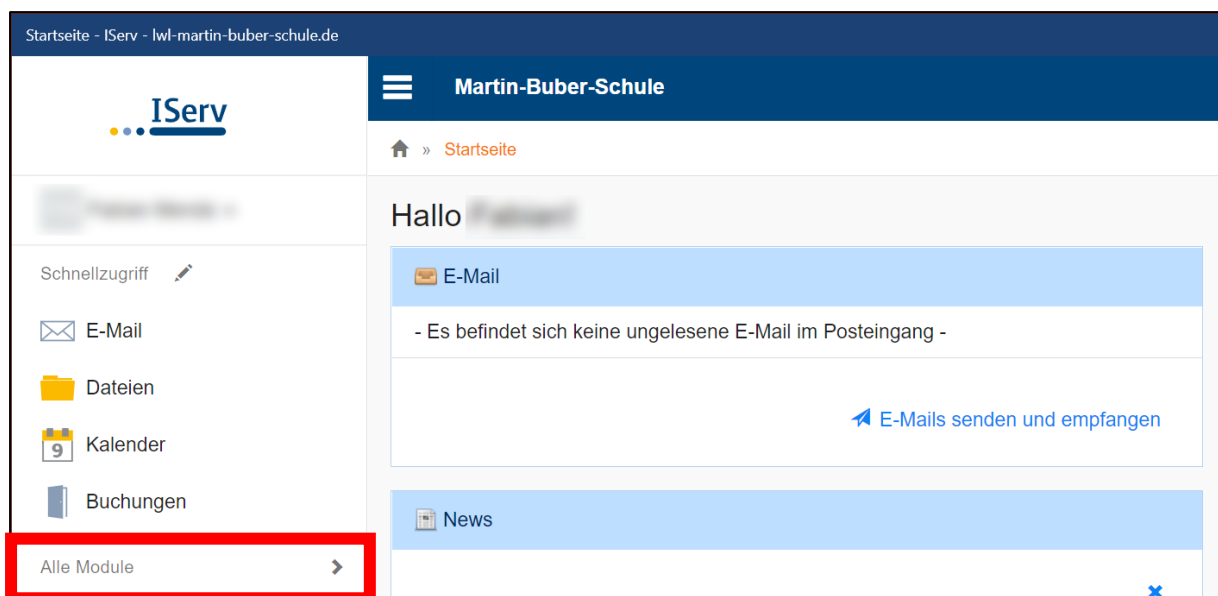 Startseite - IServ - lwl-martin-buber-schule.de
IServ
Martin-Buber-Schule
» Startseite
Hallo
Schnellzugriff
E-Mail
Dateien
9
Kalender
Buchungen
Alle Module
E-Mail
- Es befindet sich keine ungelesene E-Mail im Posteingang -
E-Mails senden und empfangen
News